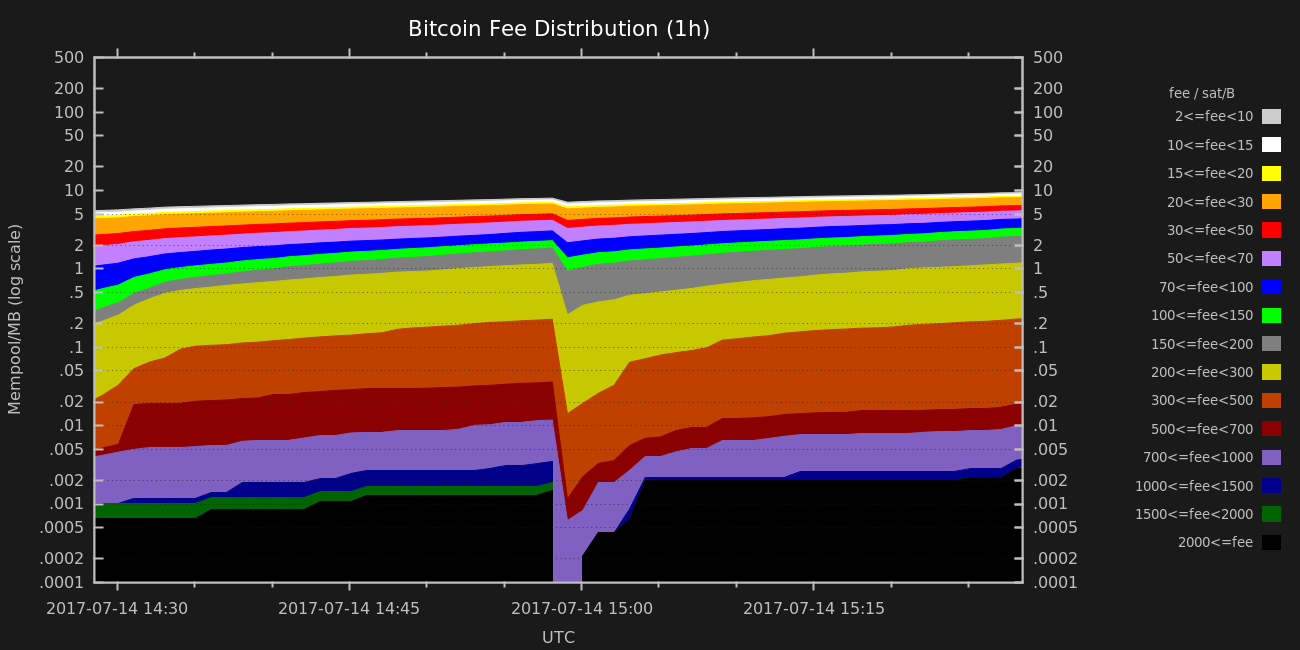 Bitcoin Fee Distribution (1h)
500
200
100
50
20
10
5
2
1
.5
.2
.1
.05
.02
.01
.005
.002
.001
.0005
.0002
.0001
Mempool/MB (log scale)
500
200
100
50
20
10
5
2
1
.5
.2
.1
.05
.02
.01
.005
.002
.001
.0005
.0002
.0001
2017-07-14 14:30 2017-07-14 14:45 2017-07-14 15:00 2017-07-14 15:15
UTC
fee / sat/B
2<=fee<10
10<=fee<15
15<=fee<20
20<=fee<30
30<=fee<50
50<=fee<70
70<=fee<100
100<=fee<150
150<=fee<200
200<=fee<300
300<=fee<500
500<=fee<700
700<=fee<1000
1000<=fee<1500
1500<=fee<2000
2000<=fee